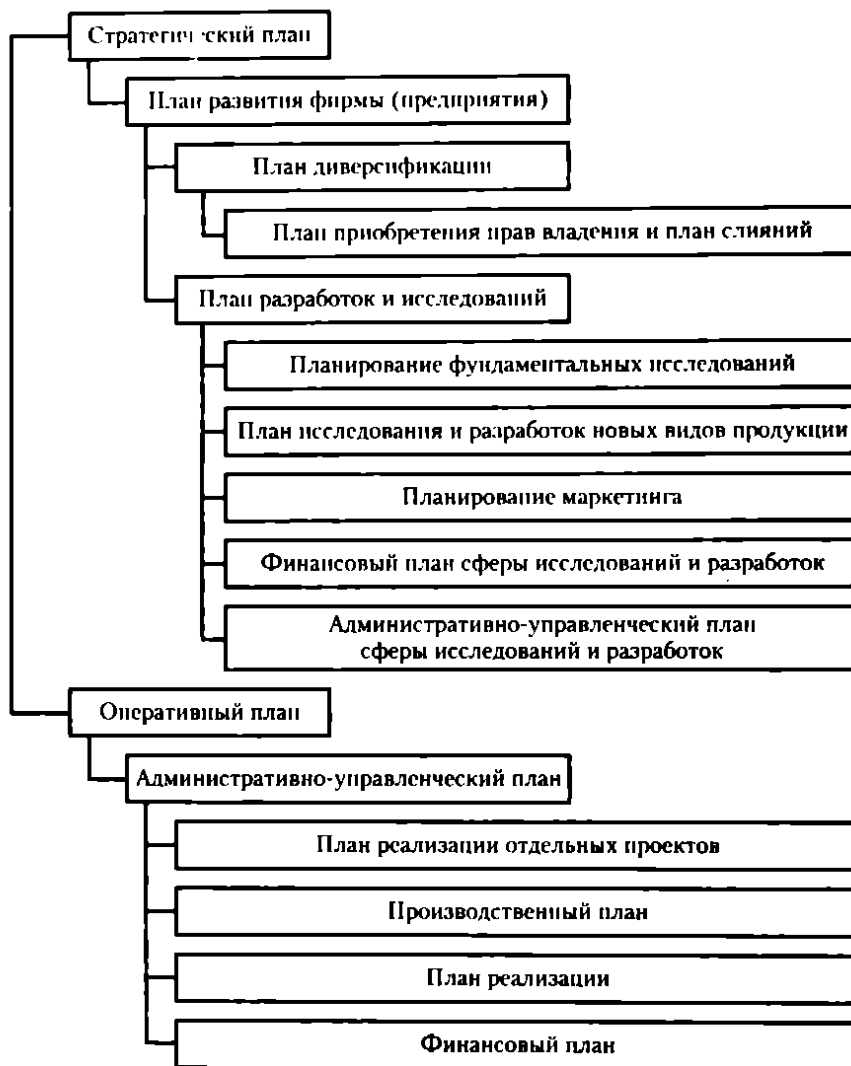 Стратегический план
План развития фирмы (предприятия)
План диверсификации
План приобретения прав владения и план слияний
План разработок и исследований
Планирование фундаментальных исследований
План исследования и разработок новых видов продукции
Планирование маркетинга
Финансовый план сферы исследований и разработок
Административно-управленческий план
сферы исследований и разработок
Оперативный план
Административно-управленческий план
План реализации отдельных проектов
Производственный план
План реализации
Финансовый план